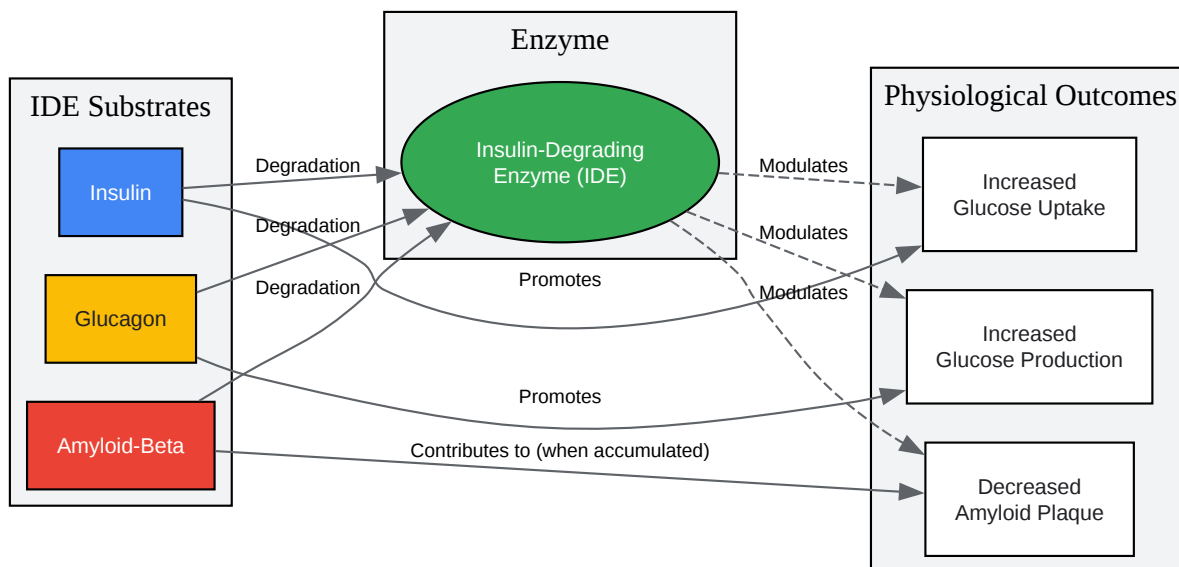 IDE Substrates
Insulin
Glucagon
Amyloid-Beta
Degradation
Degradation
Degradation
Enzyme
Insulin-Degrading
Enzyme (IDE)
Promotes
Promotes
Contributes to (when accumulated)
Modulates
Modulates
Modulates
Physiological Outcomes
Increased
Glucose Uptake
Increased
Glucose Production
Decreased
Amyloid Plaque